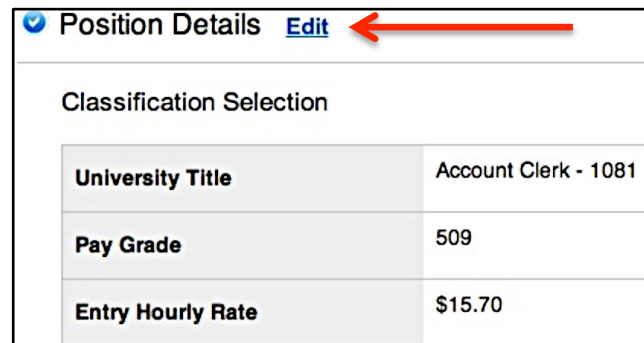 Position Details Edit
Classification Selection
University Title Account Clerk - 1081
Pay Grade 509
Entry Hourly Rate $15.70